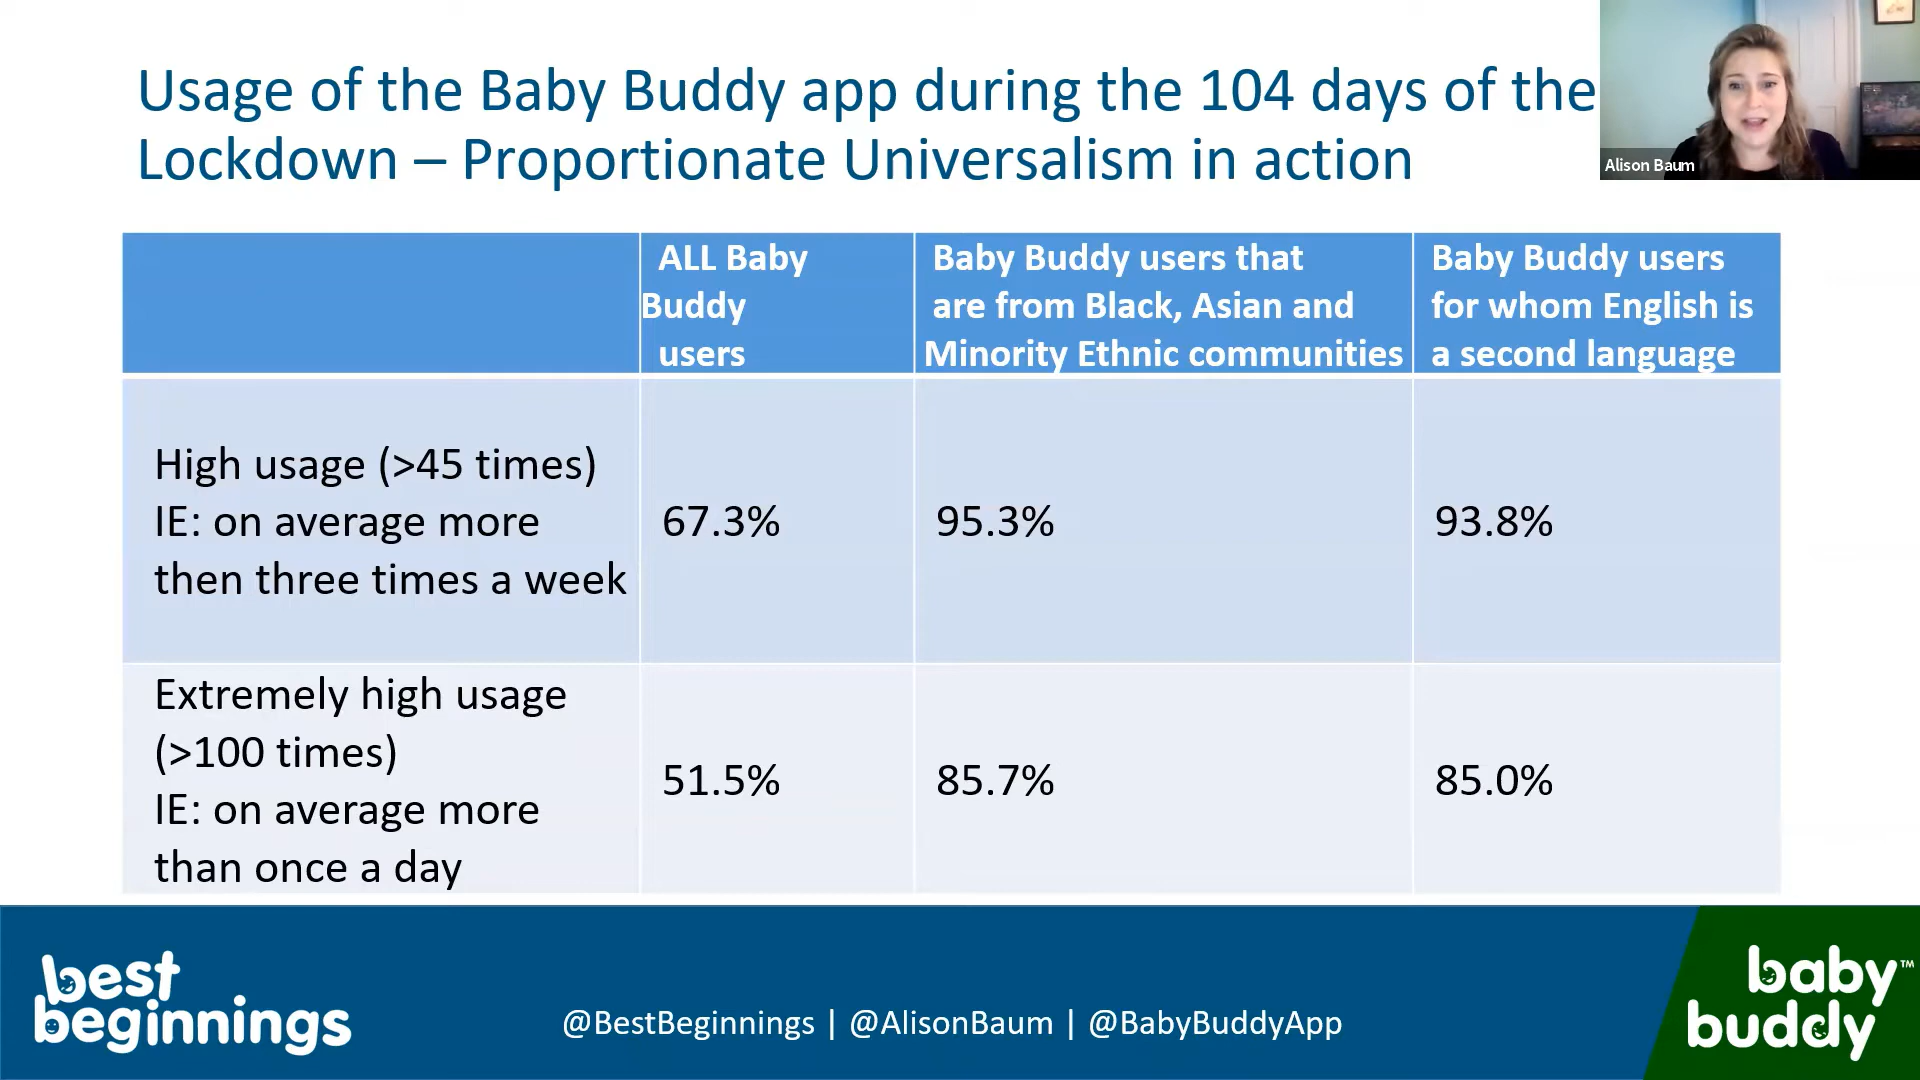 Usage of the Baby Buddy app during the 104 days of the
Lockdown – Proportionate Universalism in action
Alison Baum
ALL Baby
Buddy
users
Baby Buddy users that
are from Black, Asian and
Minority Ethnic communities
Baby Buddy users
for whom English is
a second language
High usage (>45 times)
IE: on average more
then three times a week
67.3%
95.3%
93.8%
Extremely high usage
(>100 times)
IE: on average more
than once a day
51.5%
85.7%
85.0%
best
beginnings
@BestBeginnings | @AlisonBaum | @BabyBuddyApp
baby™
buddy